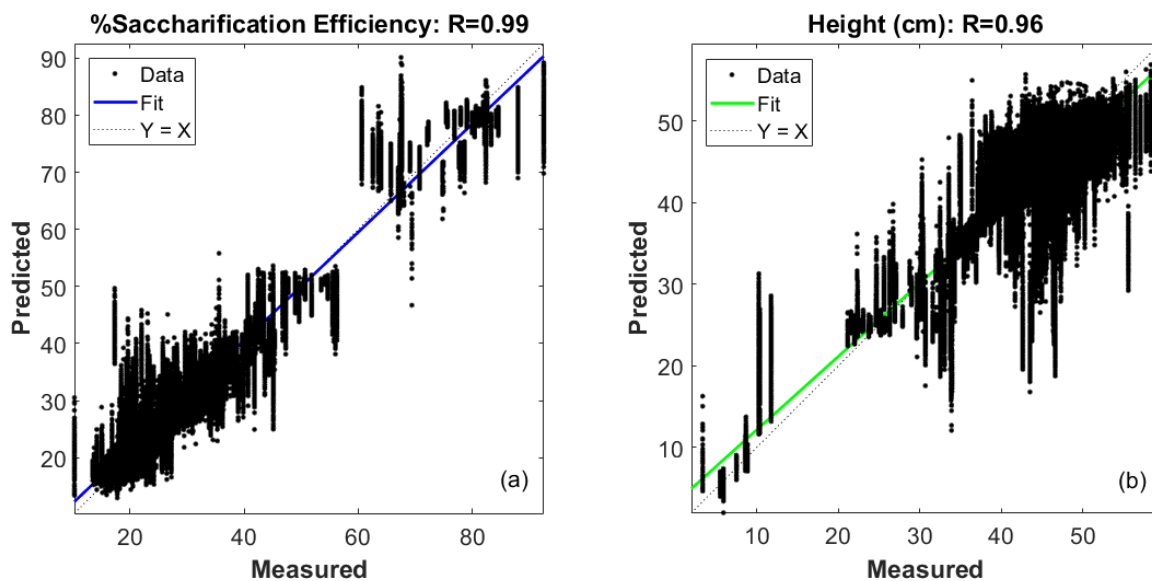 %Saccharification Efficiency: R=0.99
90
80
70
60
50
40
30
20
Predicted
Data
Fit
Y = X
(a)
20
40
60
80
Measured
Height (cm): R=0.96
50
40
30
20
10
Predicted
Data
Fit
Y = X
(b)
10
20
30
40
50
Measured